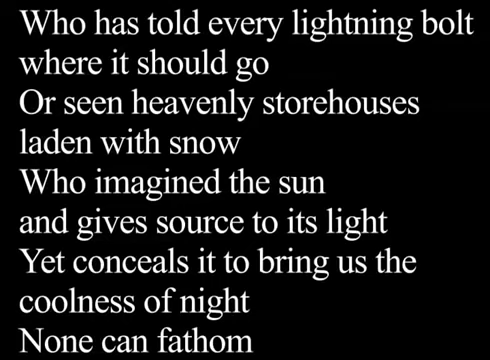 Who has told every lightning bolt
where it should go
Or seen heavenly storehouses
laden with snow
Who imagined the sun
and gives source to its light
Yet conceals it to bring us the
coolness of night
None can fathom